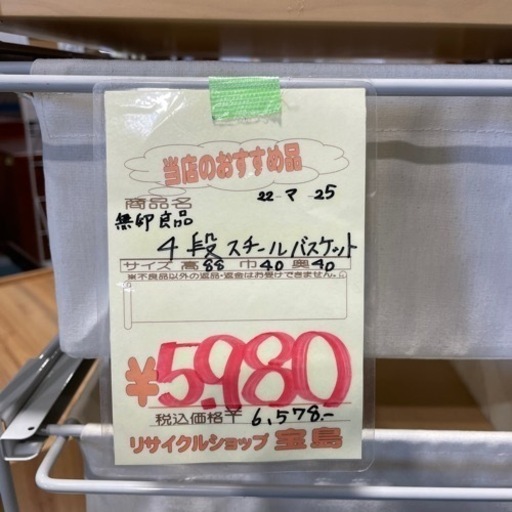 当店のおすすめ品
商品名 22-マ-25
無印良品
4段スチールバスケット
サイズ 高88 巾40 奥40
※不良品以外の返品・返金はお受けできません。
¥5,980
税込価格¥ 6,578-
リサイクルショップ 宝島